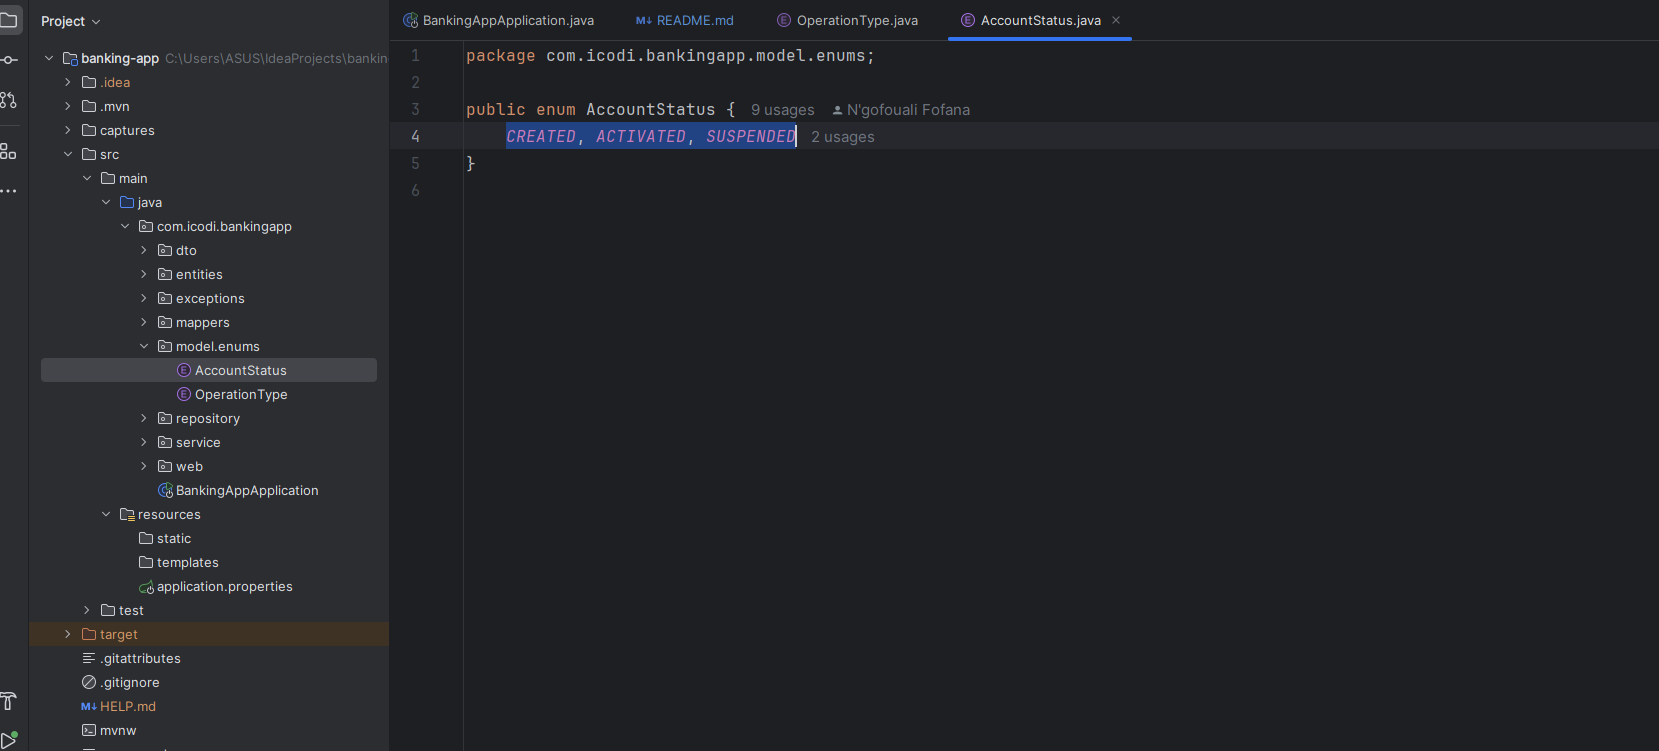 Project
BankingAppApplication.java
M↓ README.md
OperationType.java
AccountStatus.java
banking-app C:\Users\ASUS\IdeaProjects\bankin
.idea
.mvn
captures
src
main
java
com.icodi.bankingapp
dto
entities
exceptions
mappers
model.enums
AccountStatus
OperationType
repository
service
web
BankingAppApplication
resources
static
templates
application.properties
test
target
.gitattributes
.gitignore
M↓ HELP.md
mvnw
1 package com.icodi.bankingapp.model.enums;
2
3 public enum AccountStatus { 9 usages N'gofouali Fofana
4 CREATED, ACTIVATED, SUSPENDED 2 usages
5 }
6